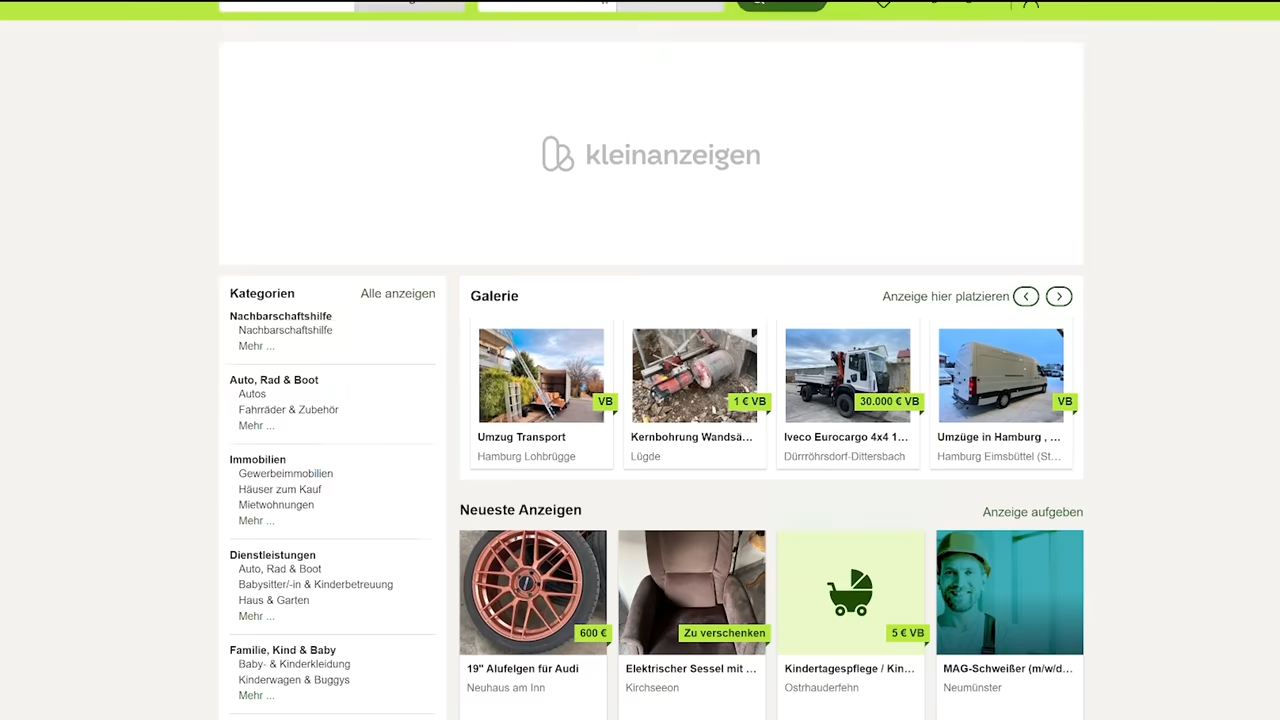 kleinanzeigen
Kategorien
Alle anzeigen
Nachbarschaftshilfe
Nachbarschaftshilfe
Mehr ...
Auto, Rad & Boot
Autos
Fahrräder & Zubehör
Mehr ...
Immobilien
Gewerbeimmobilien
Häuser zum Kauf
Mietwohnungen
Mehr ...
Dienstleistungen
Auto, Rad & Boot
Babysitter/-in & Kinderbetreuung
Haus & Garten
Mehr ...
Familie, Kind & Baby
Baby- & Kinderkleidung
Kinderwagen & Buggys
Mehr ...
Galerie
Anzeige hier platzieren
VB
Umzug Transport
Hamburg Lohbrügge
1 € VB
Kernbohrung Wandsä...
Lügde
30.000 € VB
Iveco Eurocargo 4x4 1...
Dürrröhrsdorf-Dittersbach
VB
Umzüge in Hamburg , ...
Hamburg Eimsbüttel (St...
Neueste Anzeigen
Anzeige aufgeben
600 €
19" Alufelgen für Audi
Neuhaus am Inn
Zu verschenken
Elektrischer Sessel mit ...
Kirchseeon
5 € VB
Kindertagespflege / Kin...
Ostrhauderfehn
MAG-Schweißer (m/w/d...
Neumünster